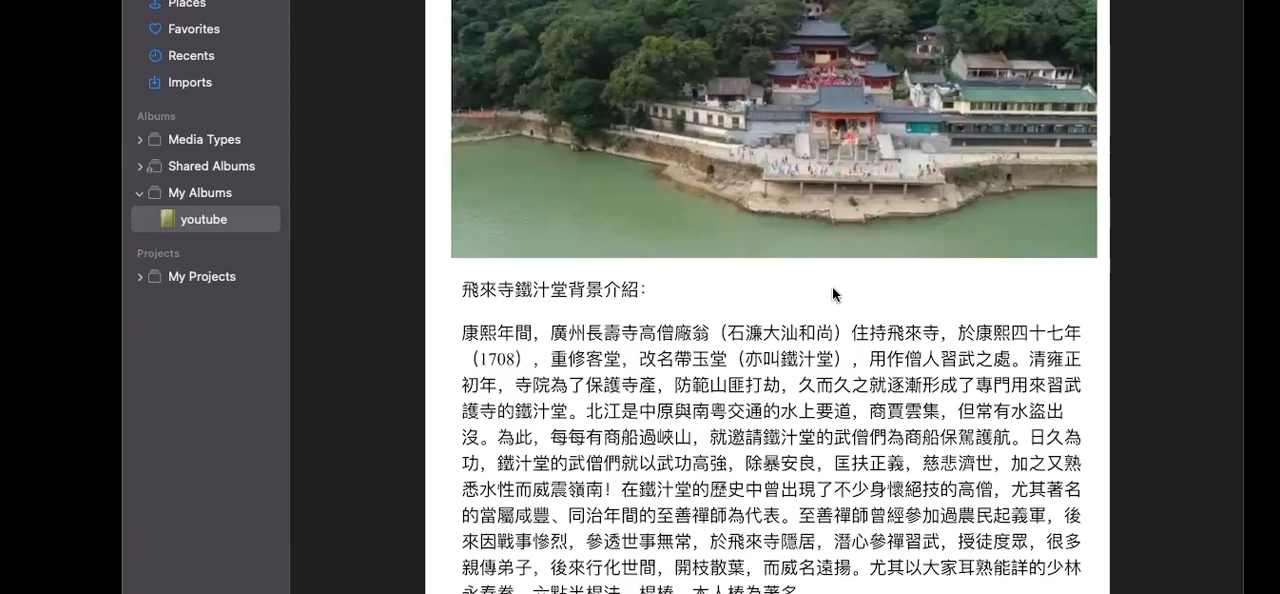 Places
Favorites
Recents
Imports
Albums
Media Types
Shared Albums
My Albums
youtube
Projects
My Projects
飛來寺鐵汁堂背景介紹：
康熙年間，廣州長壽寺高僧廠翁（石濂大汕和尚）住持飛來寺，於康熙四十七年
（1708），重修客堂，改名帶玉堂（亦叫鐵汁堂），用作僧人習武之處。清雍正
初年，寺院為了保護寺產，防範山匪打劫，久而久之就逐漸形成了專門用來習武
護寺的鐵汁堂。北江是中原與南粵交通的水上要道，商賈雲集，但常有水盜出
沒。為此，每每有商船過峽山，就邀請鐵汁堂的武僧們為商船保駕護航。日久為
功，鐵汁堂的武僧們就以武功高強，除暴安良，匡扶正義，慈悲濟世，加之又熟
悉水性而威震嶺南！在鐵汁堂的歷史中曾出現了不少身懷絕技的高僧，尤其著名
的當屬咸豐、同治年間的至善禪師為代表。至善禪師曾經參加過農民起義軍，後
來因戰事慘烈，參透世事無常，於飛來寺隱居，潛心參禪習武，授徒度眾，很多
親傳弟子，後來行化世間，開枝散葉，而威名遠揚。尤其以大家耳熟能詳的少林
永春拳，六點半棍法，棍樁，木人樁為著名